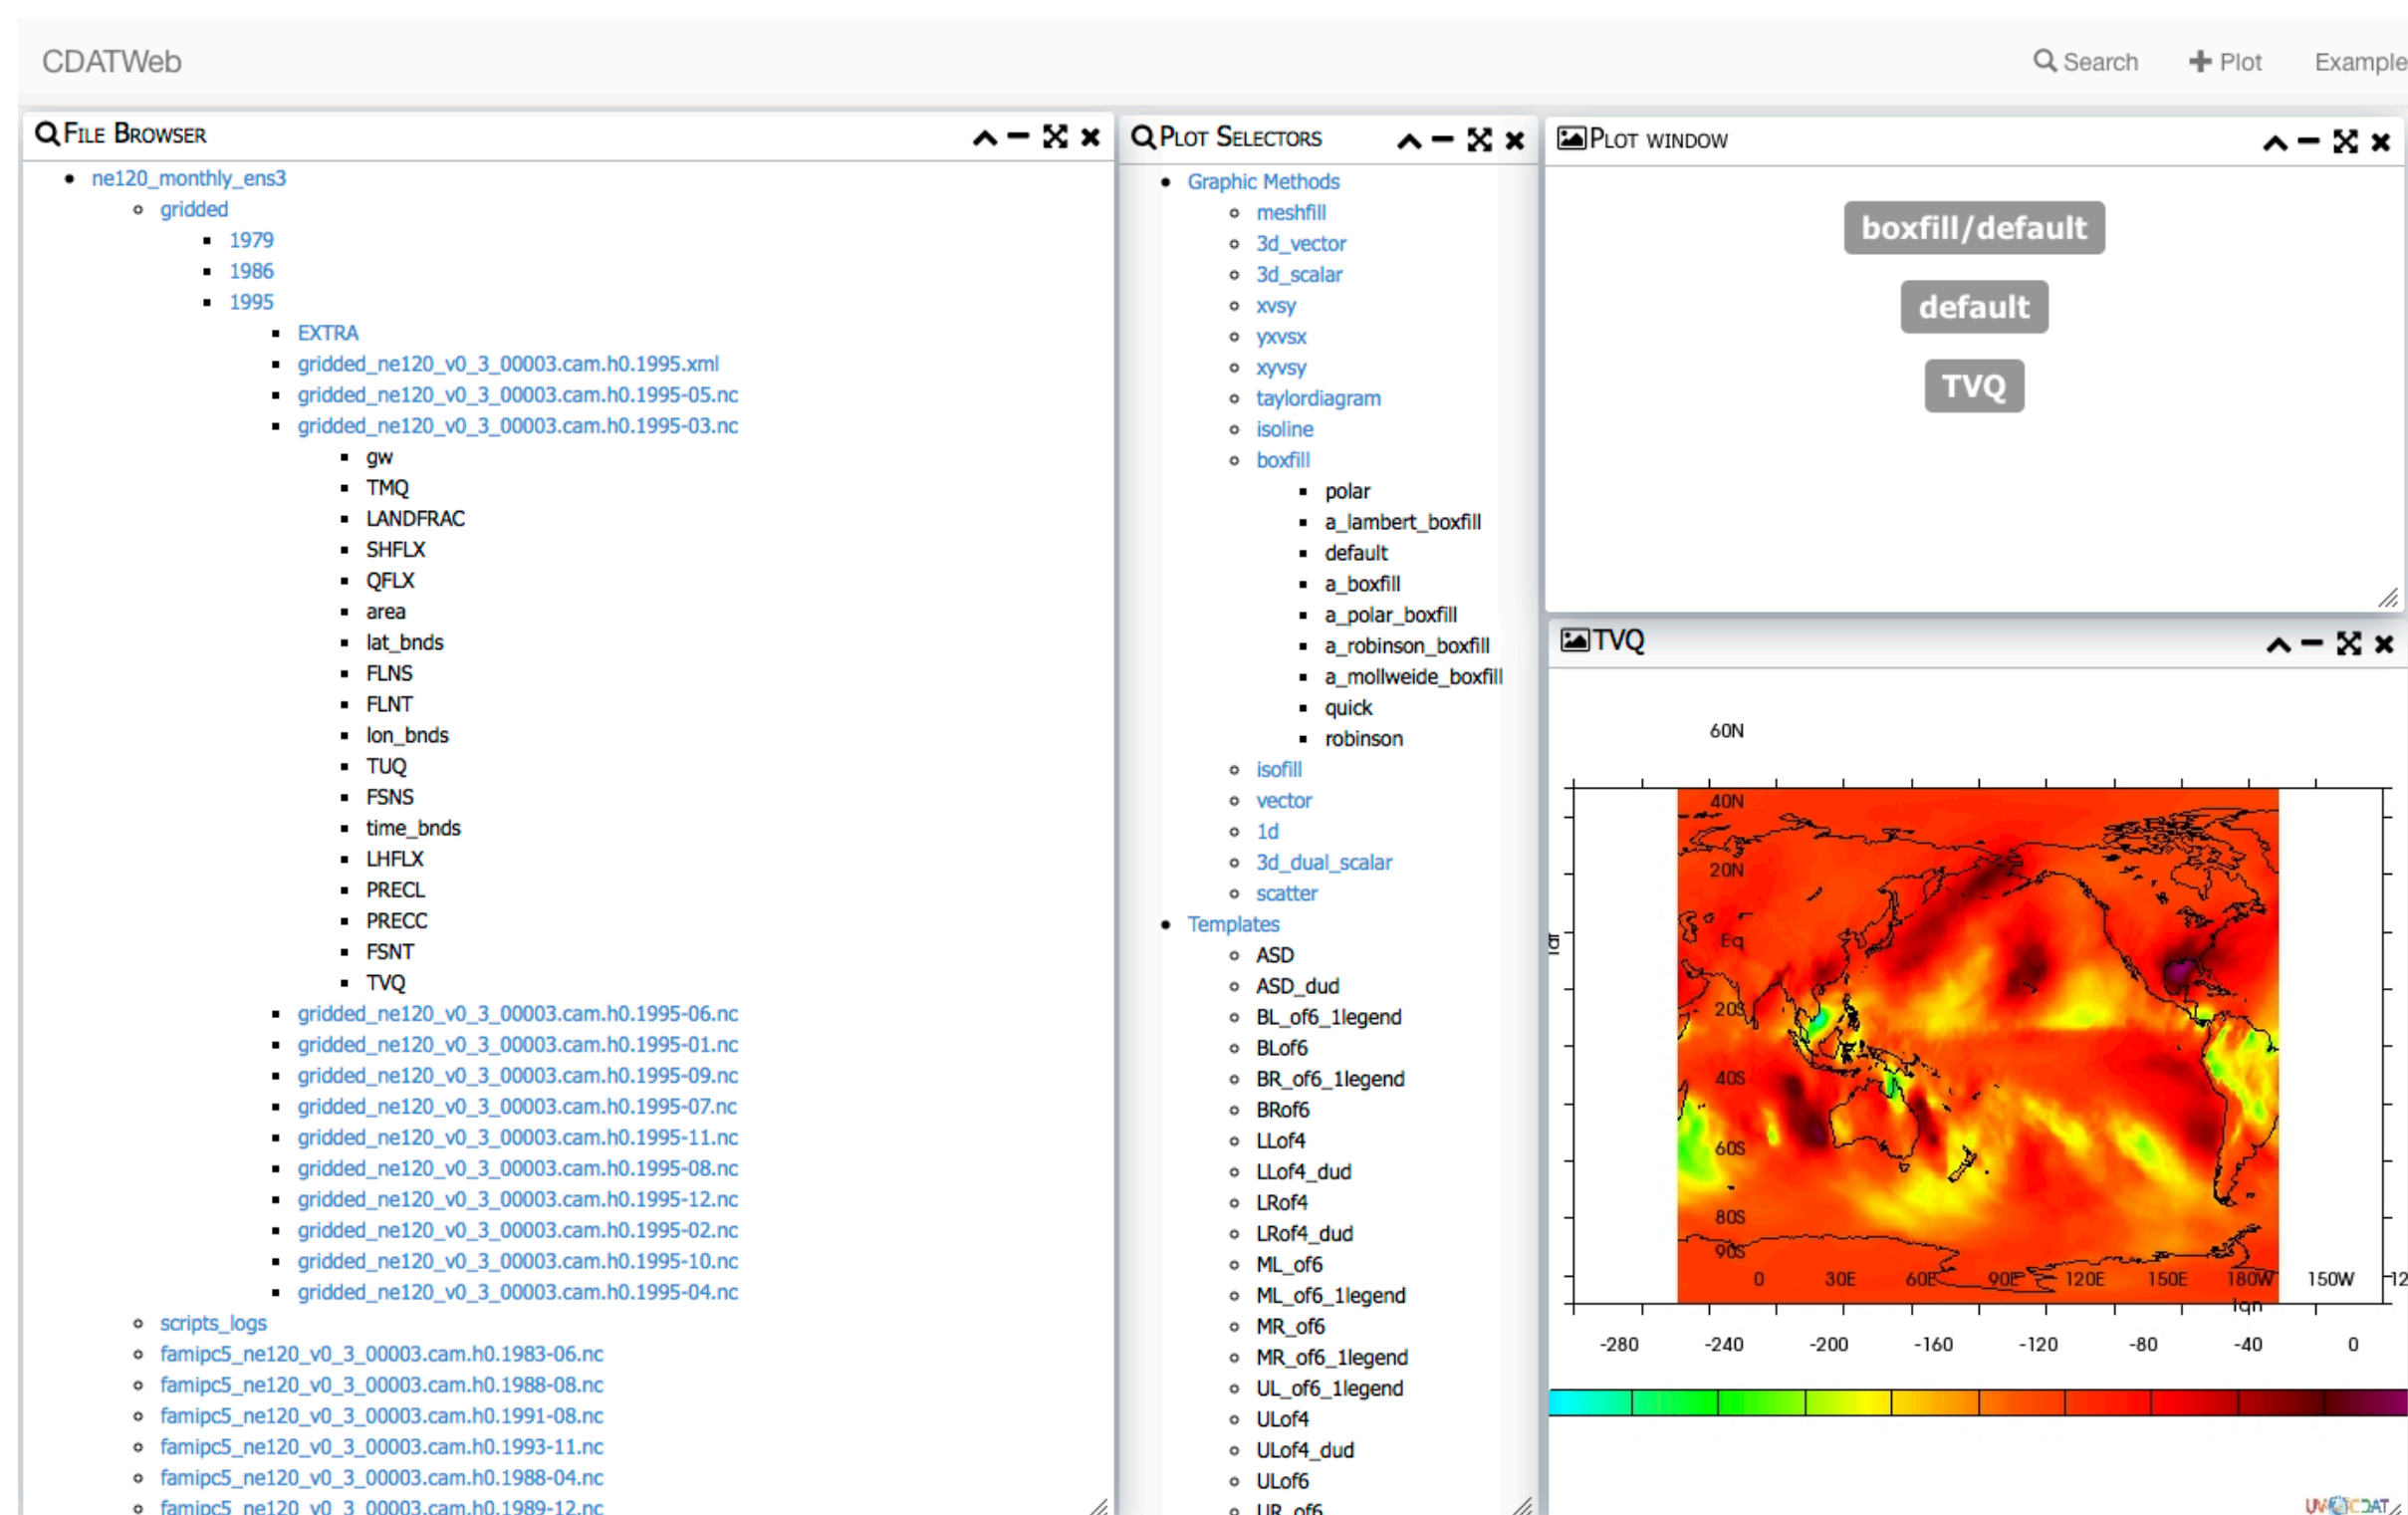 CDATWeb
Search
Plot
Example
FILE BROWSER
ne120_monthly_ens3
gridded
1979
1986
1995
EXTRA
gridded_ne120_v0_3_00003.cam.h0.1995.xml
gridded_ne120_v0_3_00003.cam.h0.1995-05.nc
gridded_ne120_v0_3_00003.cam.h0.1995-03.nc
gw
TMQ
LANDFRAC
SHFLX
QFLX
area
lat_bnds
FLNS
FLNT
lon_bnds
TUQ
FSNS
time_bnds
LHFLX
PRECL
PRECC
FSNT
TVQ
gridded_ne120_v0_3_00003.cam.h0.1995-06.nc
gridded_ne120_v0_3_00003.cam.h0.1995-01.nc
gridded_ne120_v0_3_00003.cam.h0.1995-09.nc
gridded_ne120_v0_3_00003.cam.h0.1995-07.nc
gridded_ne120_v0_3_00003.cam.h0.1995-11.nc
gridded_ne120_v0_3_00003.cam.h0.1995-08.nc
gridded_ne120_v0_3_00003.cam.h0.1995-12.nc
gridded_ne120_v0_3_00003.cam.h0.1995-02.nc
gridded_ne120_v0_3_00003.cam.h0.1995-10.nc
gridded_ne120_v0_3_00003.cam.h0.1995-04.nc
scripts_logs
famipc5_ne120_v0_3_00003.cam.h0.1983-06.nc
famipc5_ne120_v0_3_00003.cam.h0.1988-08.nc
famipc5_ne120_v0_3_00003.cam.h0.1991-08.nc
famipc5_ne120_v0_3_00003.cam.h0.1993-11.nc
famipc5_ne120_v0_3_00003.cam.h0.1988-04.nc
famipc5_ne120_v0_3_00003.cam.h0.1989-12.nc
PLOT SELECTORS
Graphic Methods
meshfill
3d_vector
3d_scalar
xvsy
yxvsx
xyvsy
taylordiagram
isoline
boxfill
polar
a_lambert_boxfill
default
a_boxfill
a_polar_boxfill
a_robinson_boxfill
a_mollweide_boxfill
quick
robinson
isofill
vector
1d
3d_dual_scalar
scatter
Templates
ASD
ASD_dud
BL_of6_1legend
BLof6
BR_of6_1legend
BRof6
LLof4
LLof4_dud
LRof4
LRof4_dud
ML_of6
ML_of6_1legend
MR_of6
MR_of6_1legend
UL_of6_1legend
ULof4
ULof4_dud
ULof6
UR_of6
PLOT WINDOW
boxfill/default
default
TVQ
TVQ
60N
40N
20N
Eq
20S
40S
60S
80S
90S
0 30E 60E 90E 120E 150E 180W 150W 12
-280 -240 -200 -160 -120 -80 -40 0
UV-CDAT